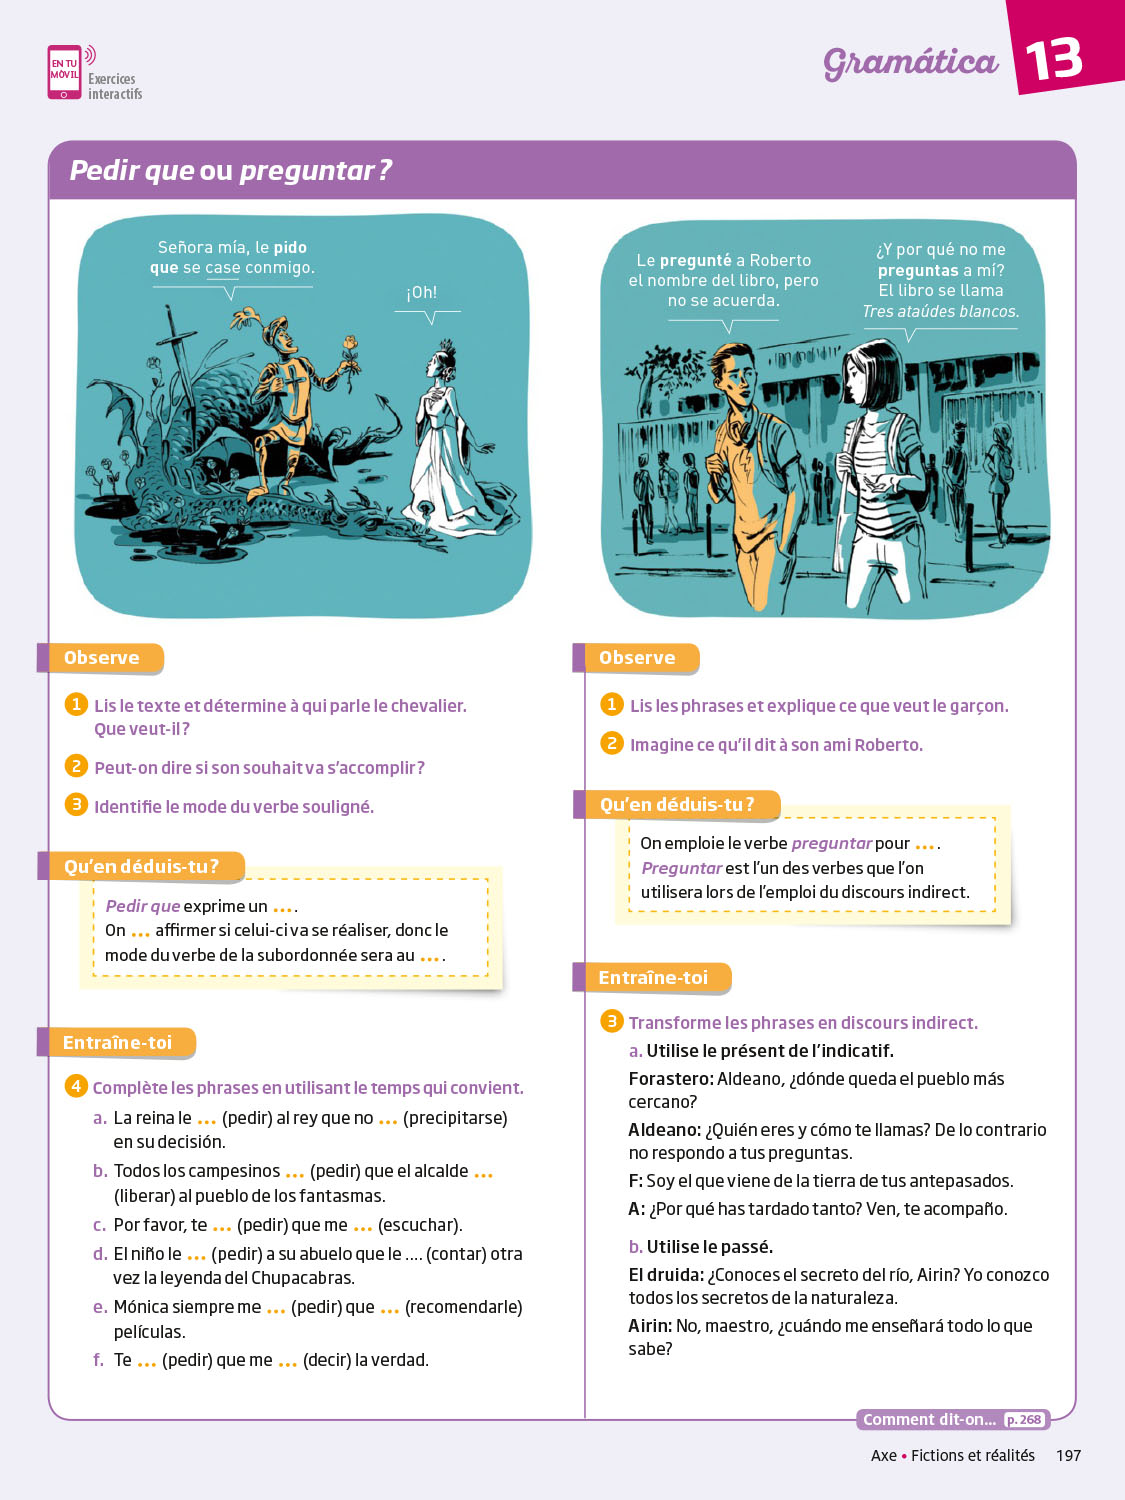 EN TU
MÓVIL
Exercices
interactifs
Gramática
13
Pedir que ou preguntar ?
Señora mía, le pido
que se case conmigo.
¡Oh!
Le pregunté a Roberto
el nombre del libro, pero
no se acuerda.
¿Y por qué no me
preguntas a mí?
El libro se llama
Tres ataúdes blancos.
Observe
1 Lis le texte et détermine à qui parle le chevalier.
Que veut-il ?
2 Peut-on dire si son souhait va s'accomplir ?
3 Identifie le mode du verbe souligné.
Qu'en déduis-tu ?
Pedir que exprime un ... .
On ... affirmer si celui-ci va se réaliser, donc le
mode du verbe de la subordonnée sera au ... .
Entraîne-toi
4 Complète les phrases en utilisant le temps qui convient.
a. La reina le ... (pedir) al rey que no ... (precipitarse)
en su decisión.
b. Todos los campesinos ... (pedir) que el alcalde ...
(liberar) al pueblo de los fantasmas.
c. Por favor, te ... (pedir) que me ... (escuchar).
d. El niño le ... (pedir) a su abuelo que le .... (contar) otra
vez la leyenda del Chupacabras.
e. Mónica siempre me ... (pedir) que ... (recomendarle)
películas.
f. Te ... (pedir) que me ... (decir) la verdad.
Observe
1 Lis les phrases et explique ce que veut le garçon.
2 Imagine ce qu'il dit à son ami Roberto.
Qu'en déduis-tu ?
On emploie le verbe preguntar pour ... .
Preguntar est l'un des verbes que l'on
utilisera lors de l'emploi du discours indirect.
Entraîne-toi
3 Transforme les phrases en discours indirect.
a. Utilise le présent de l'indicatif.
Forastero: Aldeano, ¿dónde queda el pueblo más
cercano?
Aldeano: ¿Quién eres y cómo te llamas? De lo contrario
no respondo a tus preguntas.
F: Soy el que viene de la tierra de tus antepasados.
A: ¿Por qué has tardado tanto? Ven, te acompaño.
b. Utilise le passé.
El druida: ¿Conoces el secreto del río, Airin? Yo conozco
todos los secretos de la naturaleza.
Airin: No, maestro, ¿cuándo me enseñará todo lo que
sabe?
Comment dit-on... p. 268
Axe • Fictions et réalités 197